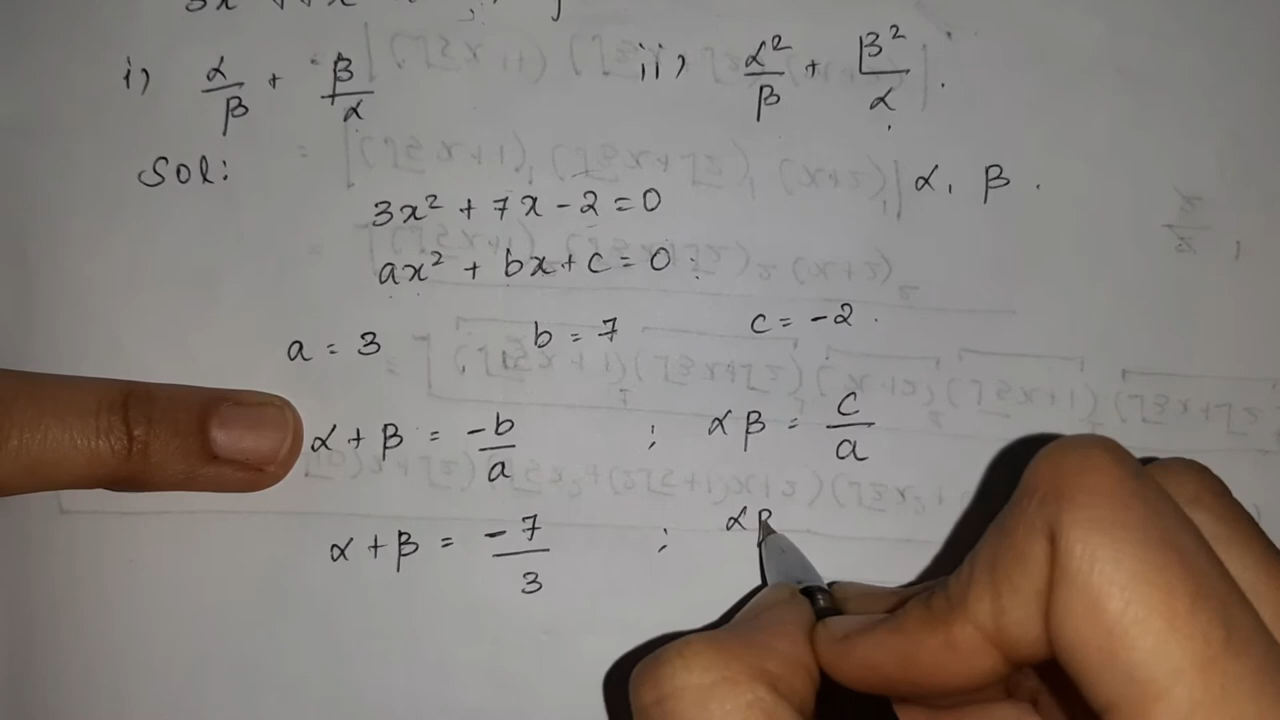 i) α/β + β/α ii) α²/β + β²/α .
Sol:
3x² + 7x - 2 = 0 α, β .
ax² + bx + c = 0 :
a = 3 b = 7 c = -2 .
α + β = -b/a ; αβ = c/a
α + β = -7/3 ; αβ